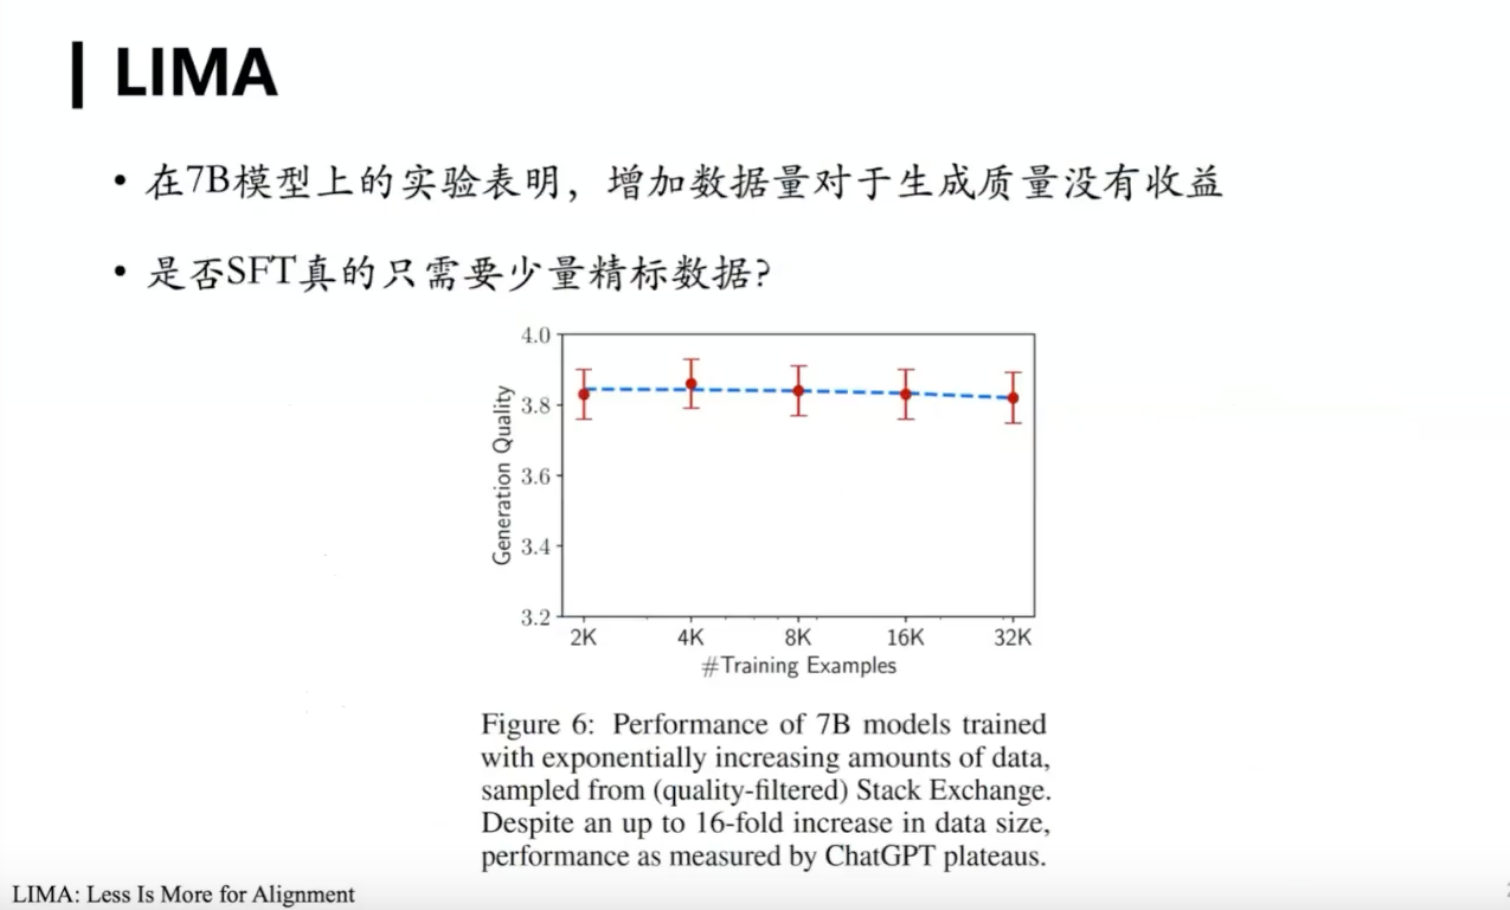 LIMA
• 在7B模型上的实验表明，增加数据量对于生成质量没有收益
• 是否SFT真的只需要少量精标数据?
4.0
3.8
3.6
3.4
3.2
Generation Quality
2K 4K 8K 16K 32K
#Training Examples
Figure 6: Performance of 7B models trained
with exponentially increasing amounts of data,
sampled from (quality-filtered) Stack Exchange.
Despite an up to 16-fold increase in data size,
performance as measured by ChatGPT plateaus.
LIMA: Less Is More for Alignment